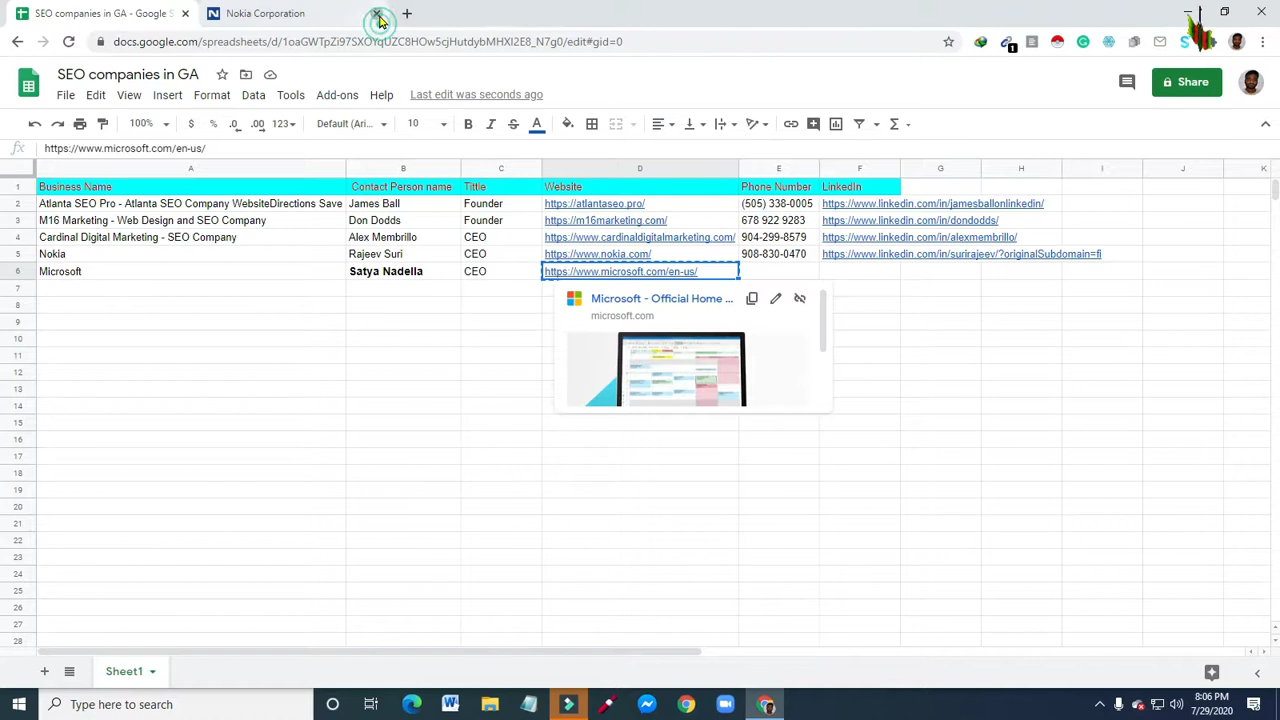 SEO companies in GA - Google S
Nokia Corporation
docs.google.com/spreadsheets/d/1oaGWTpZi97SXOYqUZC8HOw5cjHutdybMHXI2E8_N7g0/edit#gid=0
SEO companies in GA
File Edit View Insert Format Data Tools Add-ons Help Last edit was seconds ago
Share
100% $ % .0 .00 123 Default (Ari... 10 B I S A
fx https://www.microsoft.com/en-us/
A B C D E F G H I J K
1 Business Name Contact Person name Tittle Website Phone Number LinkedIn
2 Atlanta SEO Pro - Atlanta SEO Company WebsiteDirections Save James Ball Founder https://atlantaseo.pro/ (505) 338-0005 https://www.linkedin.com/in/jamesballonlinkedin/
3 M16 Marketing - Web Design and SEO Company Don Dodds Founder https://m16marketing.com/ 678 922 9283 https://www.linkedin.com/in/dondodds/
4 Cardinal Digital Marketing - SEO Company Alex Membrillo CEO https://www.cardinaldigitalmarketing.com/ 904-299-8579 https://www.linkedin.com/in/alexmembrillo/
5 Nokia Rajeev Suri CEO https://www.nokia.com/ 908-830-0470 https://www.linkedin.com/in/surirajeev/?originalSubdomain=fi
6 Microsoft Satya Nadella CEO https://www.microsoft.com/en-us/
7
Microsoft - Official Home ...
8
microsoft.com
9
10
11
12
13
14
15
16
17
18
19
20
21
22
23
24
25
26
27
28
Sheet1
Type here to search
8:06 PM
7/29/2020